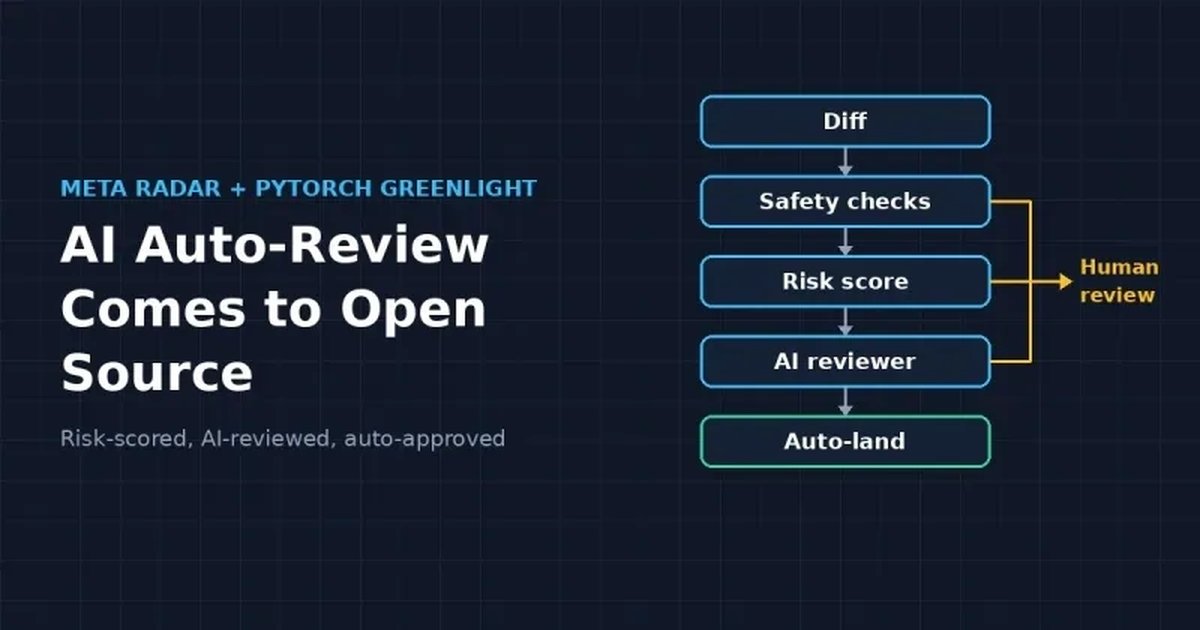 META RADAR + PYTORCH GREENLIGHT
AI Auto-Review
Comes to Open
Source
Risk-scored, AI-reviewed, auto-approved
Diff
Safety checks
Risk score
AI reviewer
Auto-land
Human
review